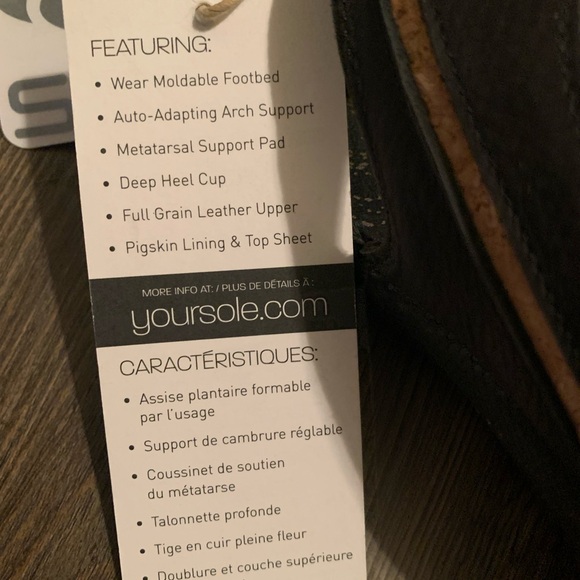 FEATURING:
• Wear Moldable Footbed
• Auto-Adapting Arch Support
• Metatarsal Support Pad
• Deep Heel Cup
• Full Grain Leather Upper
• Pigskin Lining & Top Sheet
MORE INFO AT: / PLUS DE DÉTAILS À :
yoursole.com
CARACTÉRISTIQUES:
• Assise plantaire formable
par l'usage
• Support de cambrure réglable
• Coussinet de soutien
du métatarse
• Talonnette profonde
• Tige en cuir pleine fleur
• Doublure et couche supérieure